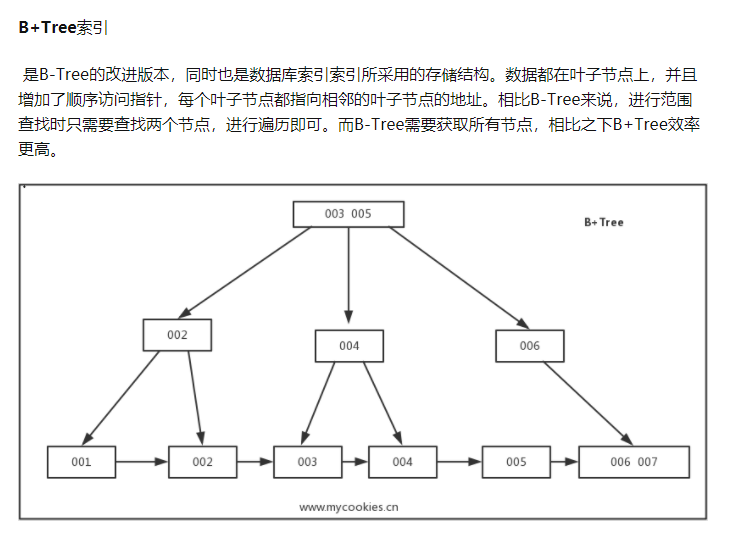 B+Tree索引
是B-Tree的改进版本，同时也是数据库索引索引所采用的存储结构。数据都在叶子节点上，并且
增加了顺序访问指针，每个叶子节点都指向相邻的叶子节点的地址。相比B-Tree来说，进行范围
查找时只需要查找两个节点，进行遍历即可。而B-Tree需要获取所有节点，相比之下B+Tree效率
更高。
003 005
B+Tree
002
004
006
001
002
003
004
005
006 007
www.mycookies.cn